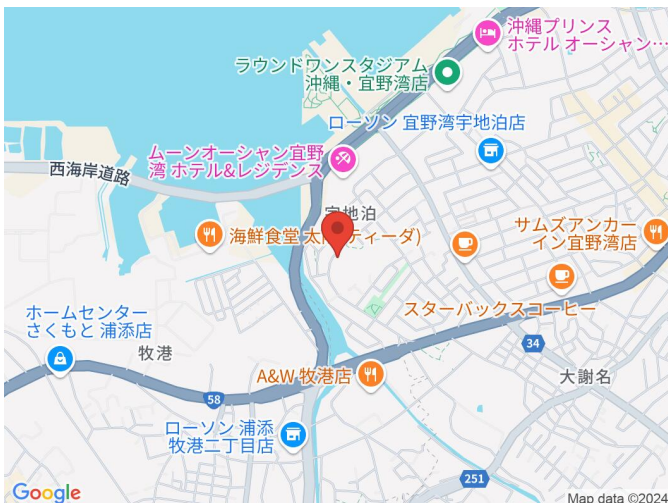 沖縄プリンス
ホテル オーシャン…
ラウンドワンスタジアム
沖縄・宜野湾店
ローソン 宜野湾宇地泊店
ムーンオーシャン宜野
湾 ホテル&レジデンス
西海岸道路
宇地泊
海鮮食堂 太陽(ティーダ)
サムズアンカー
イン宜野湾店
スターバックスコーヒー
ホームセンター
さくもと 浦添店
牧港
34
A&W 牧港店
大謝名
58
ローソン 浦添
牧港二丁目店
251
Google
Map data ©2024